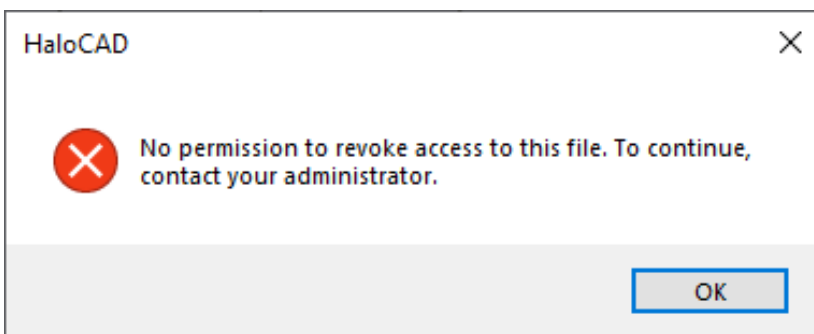 HaloCAD
No permission to revoke access to this file. To continue,
contact your administrator.
OK